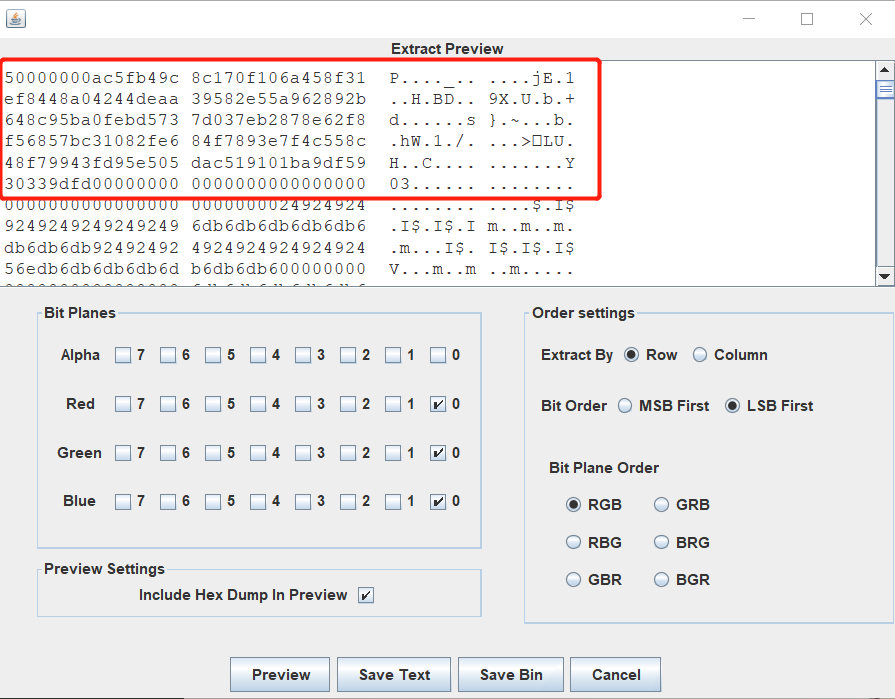 Extract Preview
50000000ac5fb49c 8c170f106a458f31 P...._.. ....jE.1
ef8448a04244deaa 39582e55a962892b ..H.BD.. 9X.U.b.+
648c95ba0febd573 7d037eb2878e62f8 d......s }.~...b.
f56857bc31082fe6 84f7893e7f4c558c .hW.1./. ...>□LU.
48f79943fd95e505 dac519101ba9df59 H..C.... .......Y
30339dfd00000000 0000000000000000 03...... ........
0000000000000000 0000000024924924 ........ ....$.I$
9249249249249249 6db6db6db6db6db6 .I$.I$.I m..m..m.
db6db6db92492492 4924924924924924 .m...I$. I$.I$.I$
56edb6db6db6db6d b6db6db600000000 V...m..m ..m.....
Bit Planes
Alpha 7 6 5 4 3 2 1 0
Red 7 6 5 4 3 2 1 0
Green 7 6 5 4 3 2 1 0
Blue 7 6 5 4 3 2 1 0
Preview Settings
Include Hex Dump In Preview
Order settings
Extract By Row Column
Bit Order MSB First LSB First
Bit Plane Order
RGB GRB
RBG BRG
GBR BGR
Preview Save Text Save Bin Cancel